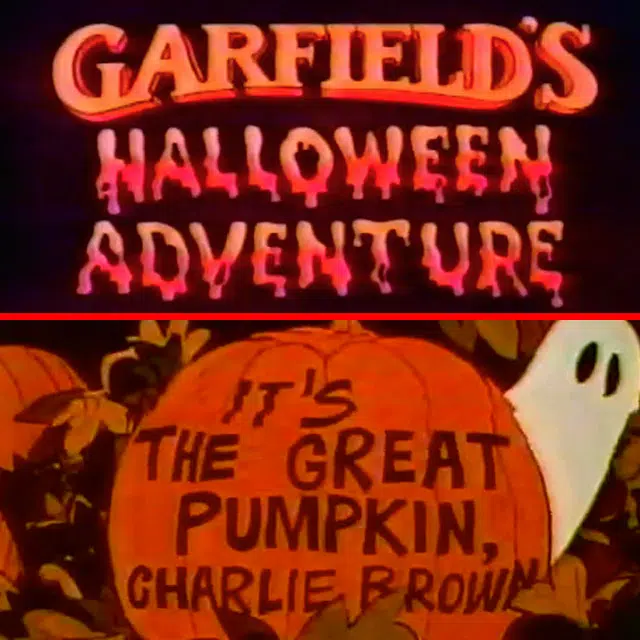 GARFIELD'S
HALLOWEEN
ADVENTURE
IT'S
THE GREAT
PUMPKIN,
CHARLIE BROWN